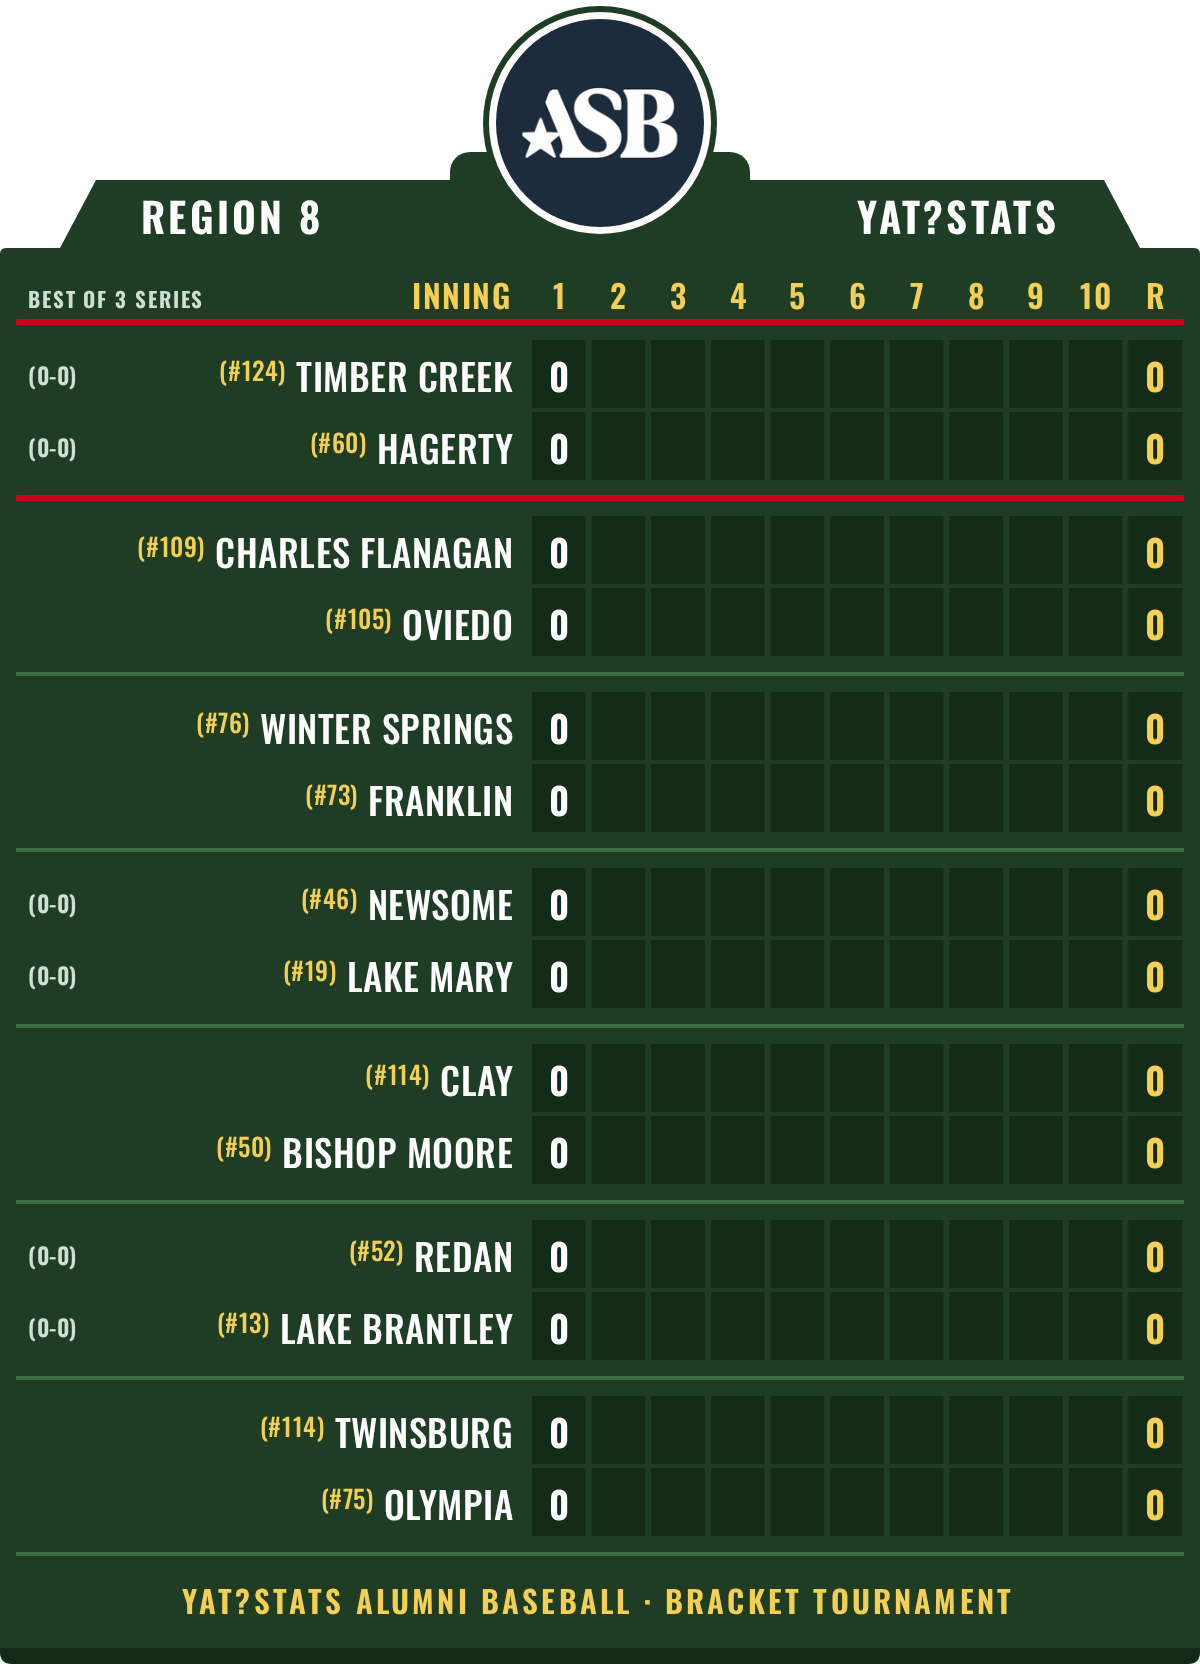 ASB
REGION 8 YAT?STATS
BEST OF 3 SERIES INNING 1 2 3 4 5 6 7 8 9 10 R
(0-0) (#124) TIMBER CREEK 0 0
(0-0) (#60) HAGERTY 0 0
(#109) CHARLES FLANAGAN 0 0
(#105) OVIEDO 0 0
(#76) WINTER SPRINGS 0 0
(#73) FRANKLIN 0 0
(0-0) (#46) NEWSOME 0 0
(0-0) (#19) LAKE MARY 0 0
(#114) CLAY 0 0
(#50) BISHOP MOORE 0 0
(0-0) (#52) REDAN 0 0
(0-0) (#13) LAKE BRANTLEY 0 0
(#114) TWINSBURG 0 0
(#75) OLYMPIA 0 0
YAT?STATS ALUMNI BASEBALL · BRACKET TOURNAMENT